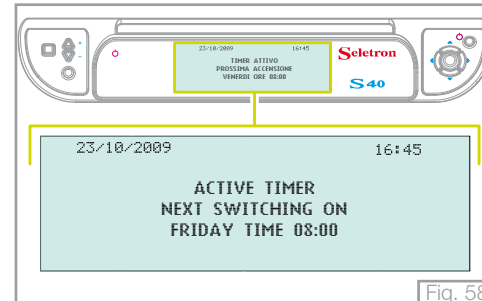 23/10/2009 16:45
TIMER ATTIVO
PROSSIMA ACCENSIONE
VENERDI ORE 08:00
Seletron
S 40
23/10/2009 16:45
ACTIVE TIMER
NEXT SWITCHING ON
FRIDAY TIME 08:00
Fig. 58